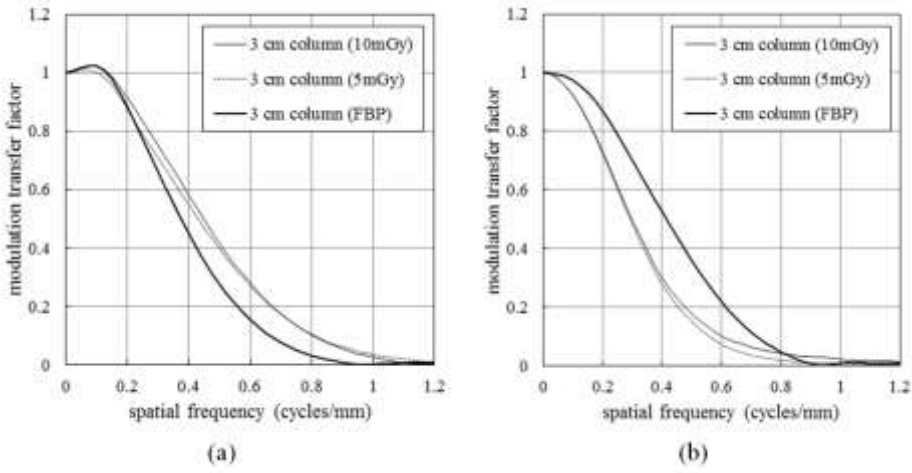 1.2
1
0.8
0.6
0.4
0.2
0
modulation transfer factor
3 cm column (10mGy)
3 cm column (5mGy)
3 cm column (FBP)
0 0.2 0.4 0.6 0.8 1 1.2
spatial frequency (cycles/mm)
(a)
1.2
1
0.8
0.6
0.4
0.2
0
modulation transfer factor
3 cm column (10mGy)
3 cm column (5mGy)
3 cm column (FBP)
0 0.2 0.4 0.6 0.8 1 1.2
spatial frequency (cycles/mm)
(b)